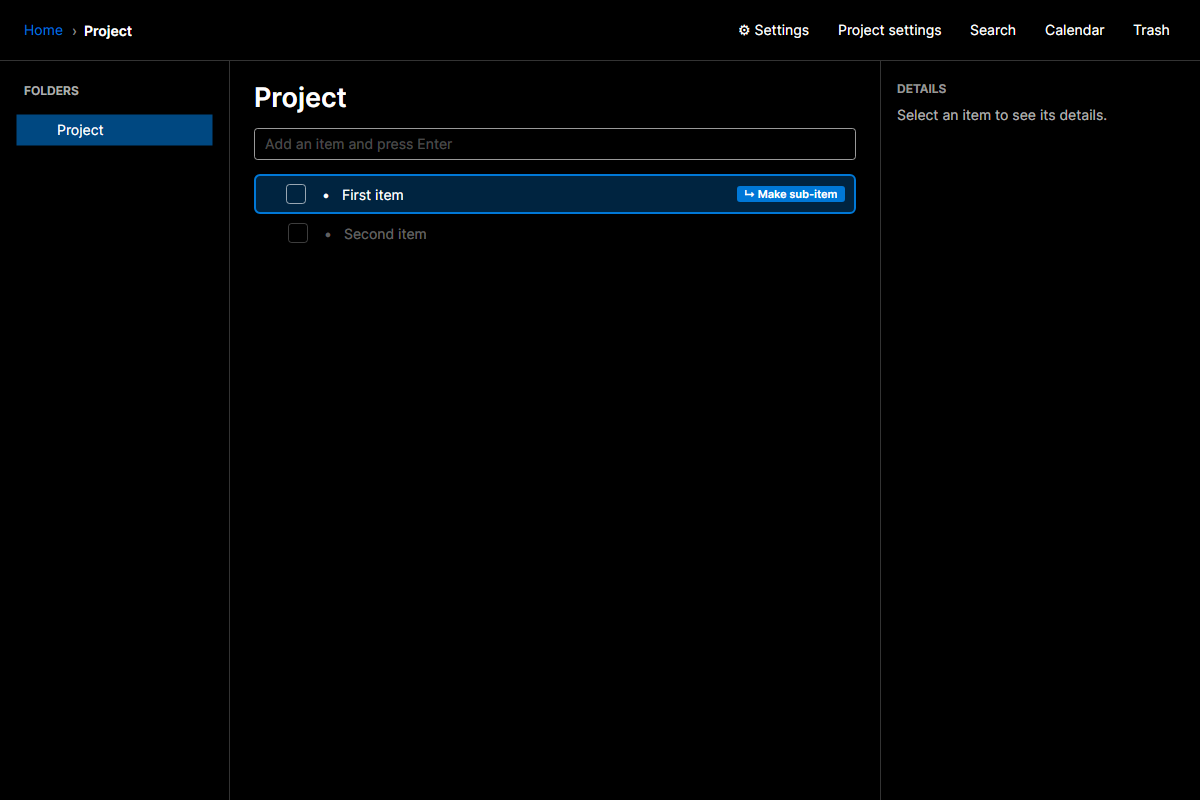 Home › Project
⚙ Settings Project settings Search Calendar Trash
FOLDERS
Project
Project
Add an item and press Enter
• First item ↳ Make sub-item
• Second item
DETAILS
Select an item to see its details.